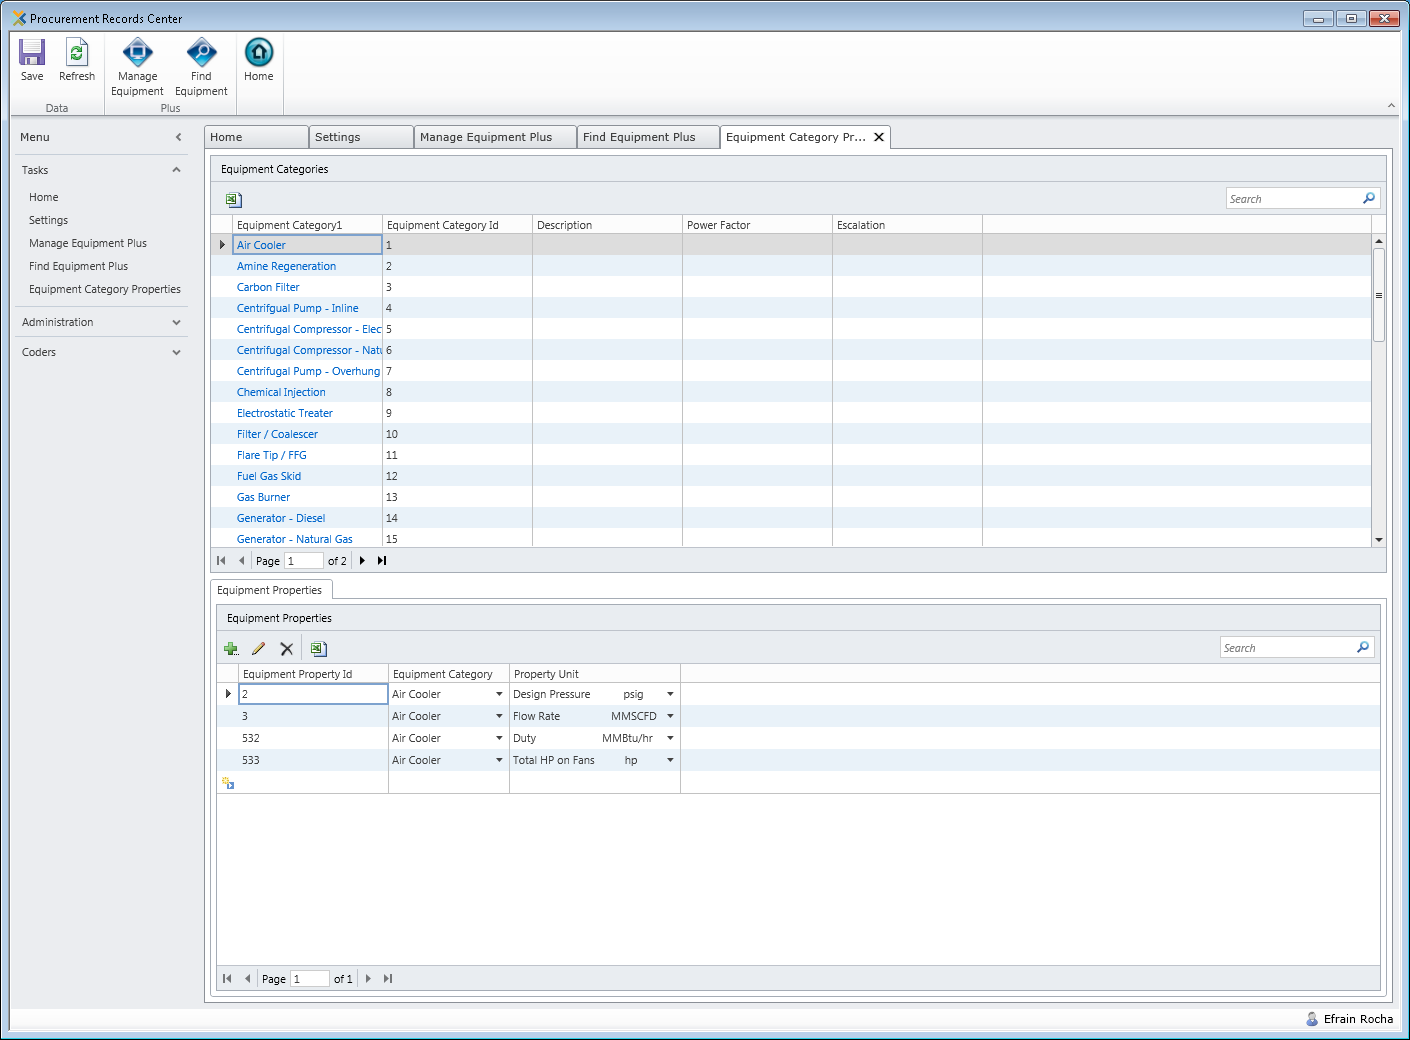 Procurement Records Center
Save
Refresh
Manage
Equipment
Find
Equipment
Home
Data
Plus
Menu
Tasks
Home
Settings
Manage Equipment Plus
Find Equipment Plus
Equipment Category Properties
Administration
Coders
Home
Settings
Manage Equipment Plus
Find Equipment Plus
Equipment Category Pr...
Equipment Categories
Search
Equipment Category1 Equipment Category Id Description Power Factor Escalation
Air Cooler 1
Amine Regeneration 2
Carbon Filter 3
Centrifgual Pump - Inline 4
Centrifugal Compressor - Elec 5
Centrifugal Compressor - Natu 6
Centrifugal Pump - Overhung 7
Chemical Injection 8
Electrostatic Treater 9
Filter / Coalescer 10
Flare Tip / FFG 11
Fuel Gas Skid 12
Gas Burner 13
Generator - Diesel 14
Generator - Natural Gas 15
Page 1 of 2
Equipment Properties
Equipment Properties
Search
Equipment Property Id Equipment Category Property Unit
2 Air Cooler Design Pressure psig
3 Air Cooler Flow Rate MMSCFD
532 Air Cooler Duty MMBtu/hr
533 Air Cooler Total HP on Fans hp
Page 1 of 1
Efrain Rocha